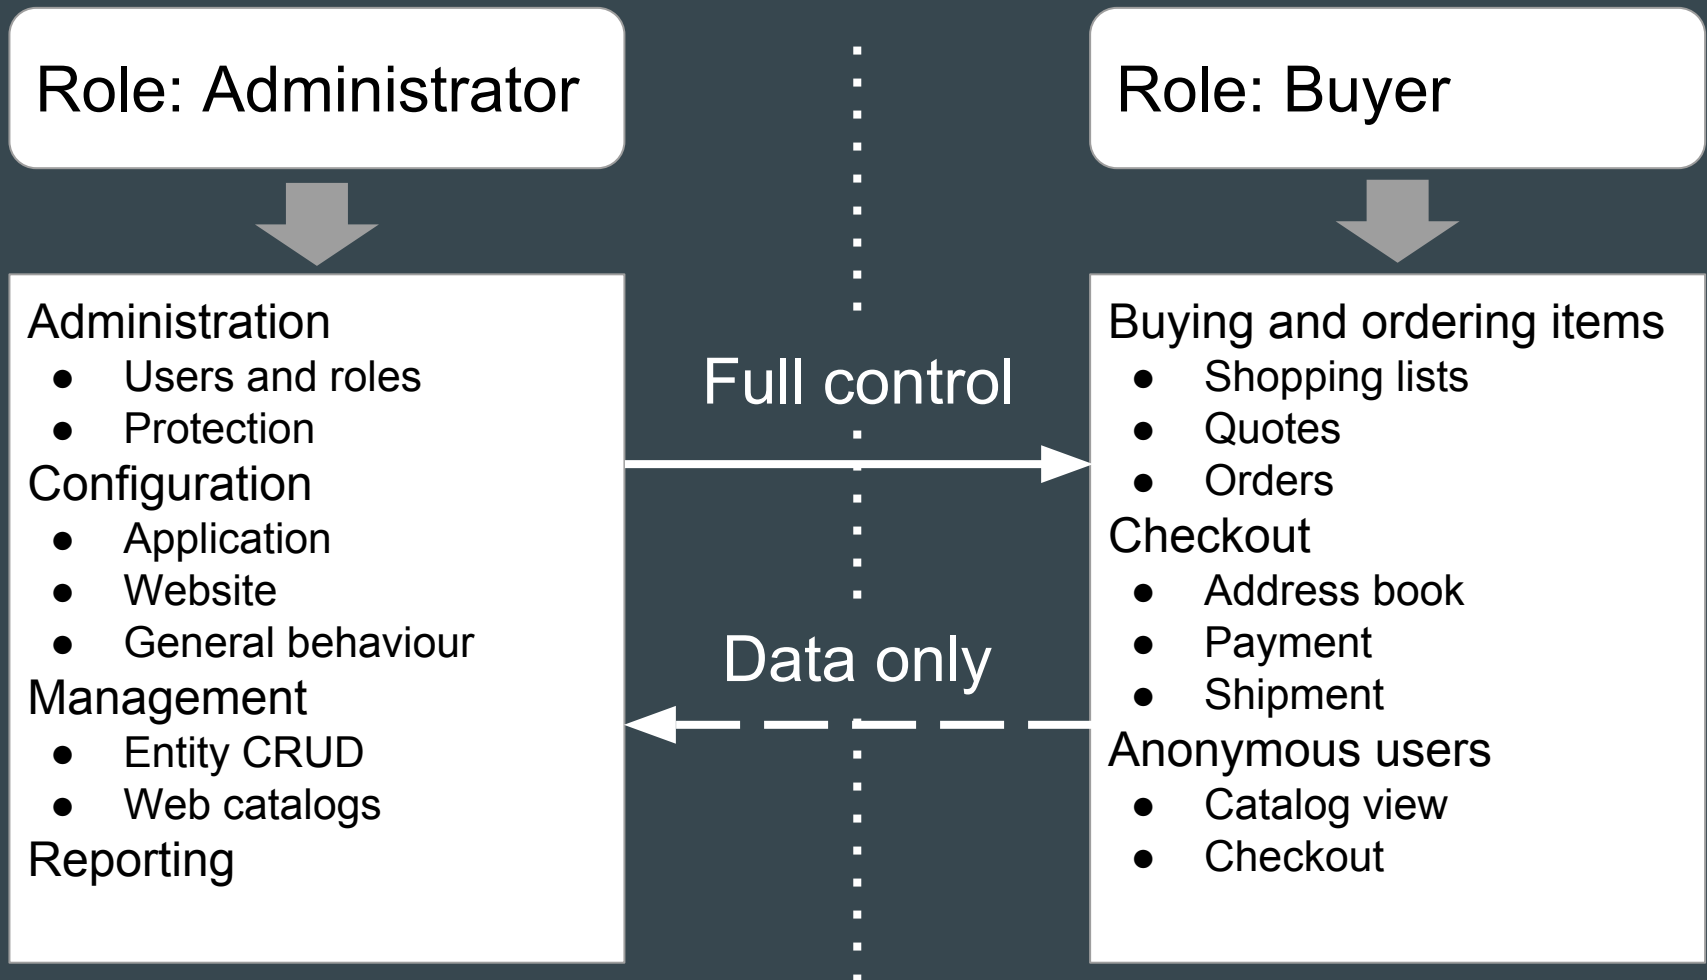 Role: Administrator
Administration
● Users and roles
● Protection
Configuration
● Application
● Website
● General behaviour
Management
● Entity CRUD
● Web catalogs
Reporting
Full control
Data only
Role: Buyer
Buying and ordering items
● Shopping lists
● Quotes
● Orders
Checkout
● Address book
● Payment
● Shipment
Anonymous users
● Catalog view
● Checkout